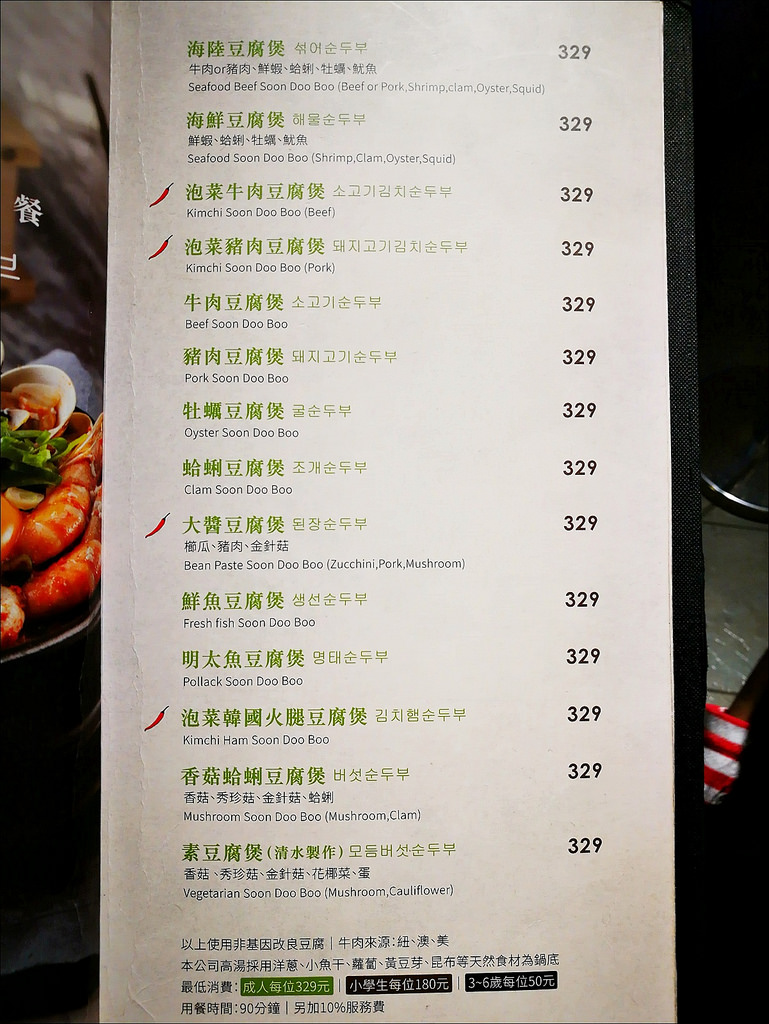 海陸豆腐煲 섞어순두부 329
牛肉or豬肉、鮮蝦、蛤蜊、牡蠣、魷魚
Seafood Beef Soon Doo Boo (Beef or Pork,Shrimp,clam,Oyster,Squid)
海鮮豆腐煲 해물순두부 329
鮮蝦、蛤蜊、牡蠣、魷魚
Seafood Soon Doo Boo (Shrimp,Clam,Oyster,Squid)
泡菜牛肉豆腐煲 소고기김치순두부 329
Kimchi Soon Doo Boo (Beef)
餐
泡菜豬肉豆腐煲 돼지고기김치순두부 329
Kimchi Soon Doo Boo (Pork)
牛肉豆腐煲 소고기순두부 329
Beef Soon Doo Boo
豬肉豆腐煲 돼지고기순두부 329
Pork Soon Doo Boo
牡蠣豆腐煲 굴순두부 329
Oyster Soon Doo Boo
蛤蜊豆腐煲 조개순두부 329
Clam Soon Doo Boo
大醬豆腐煲 된장순두부 329
櫛瓜、豬肉、金針菇
Bean Paste Soon Doo Boo (Zucchini,Pork,Mushroom)
鮮魚豆腐煲 생선순두부 329
Fresh fish Soon Doo Boo
明太魚豆腐煲 명태순두부 329
Pollack Soon Doo Boo
泡菜韓國火腿豆腐煲 김치햄순두부 329
Kimchi Ham Soon Doo Boo
香菇蛤蜊豆腐煲 버섯순두부 329
香菇、秀珍菇、金針菇、蛤蜊
Mushroom Soon Doo Boo (Mushroom,Clam)
素豆腐煲(清水製作) 모듬버섯순두부 329
香菇、秀珍菇、金針菇、花椰菜、蛋
Vegetarian Soon Doo Boo (Mushroom,Cauliflower)
以上使用非基因改良豆腐｜牛肉來源:紐、澳、美
本公司高湯採用洋蔥、小魚干、蘿蔔、黃豆芽、昆布等天然食材為鍋底
最低消費: 成人每位329元｜小學生每位180元｜3~6歲每位50元
用餐時間:90分鐘｜另加10%服務費